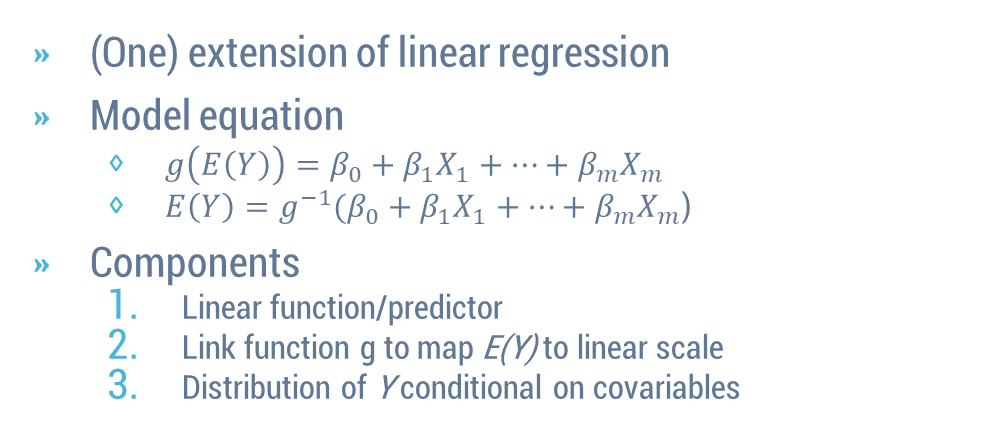 » (One) extension of linear regression
» Model equation
◊ g(E(Y)) = β₀ + β₁X₁ + ⋯ + βₘXₘ
◊ E(Y) = g⁻¹(β₀ + β₁X₁ + ⋯ + βₘXₘ)
» Components
1. Linear function/predictor
2. Link function g to map E(Y) to linear scale
3. Distribution of Y conditional on covariables